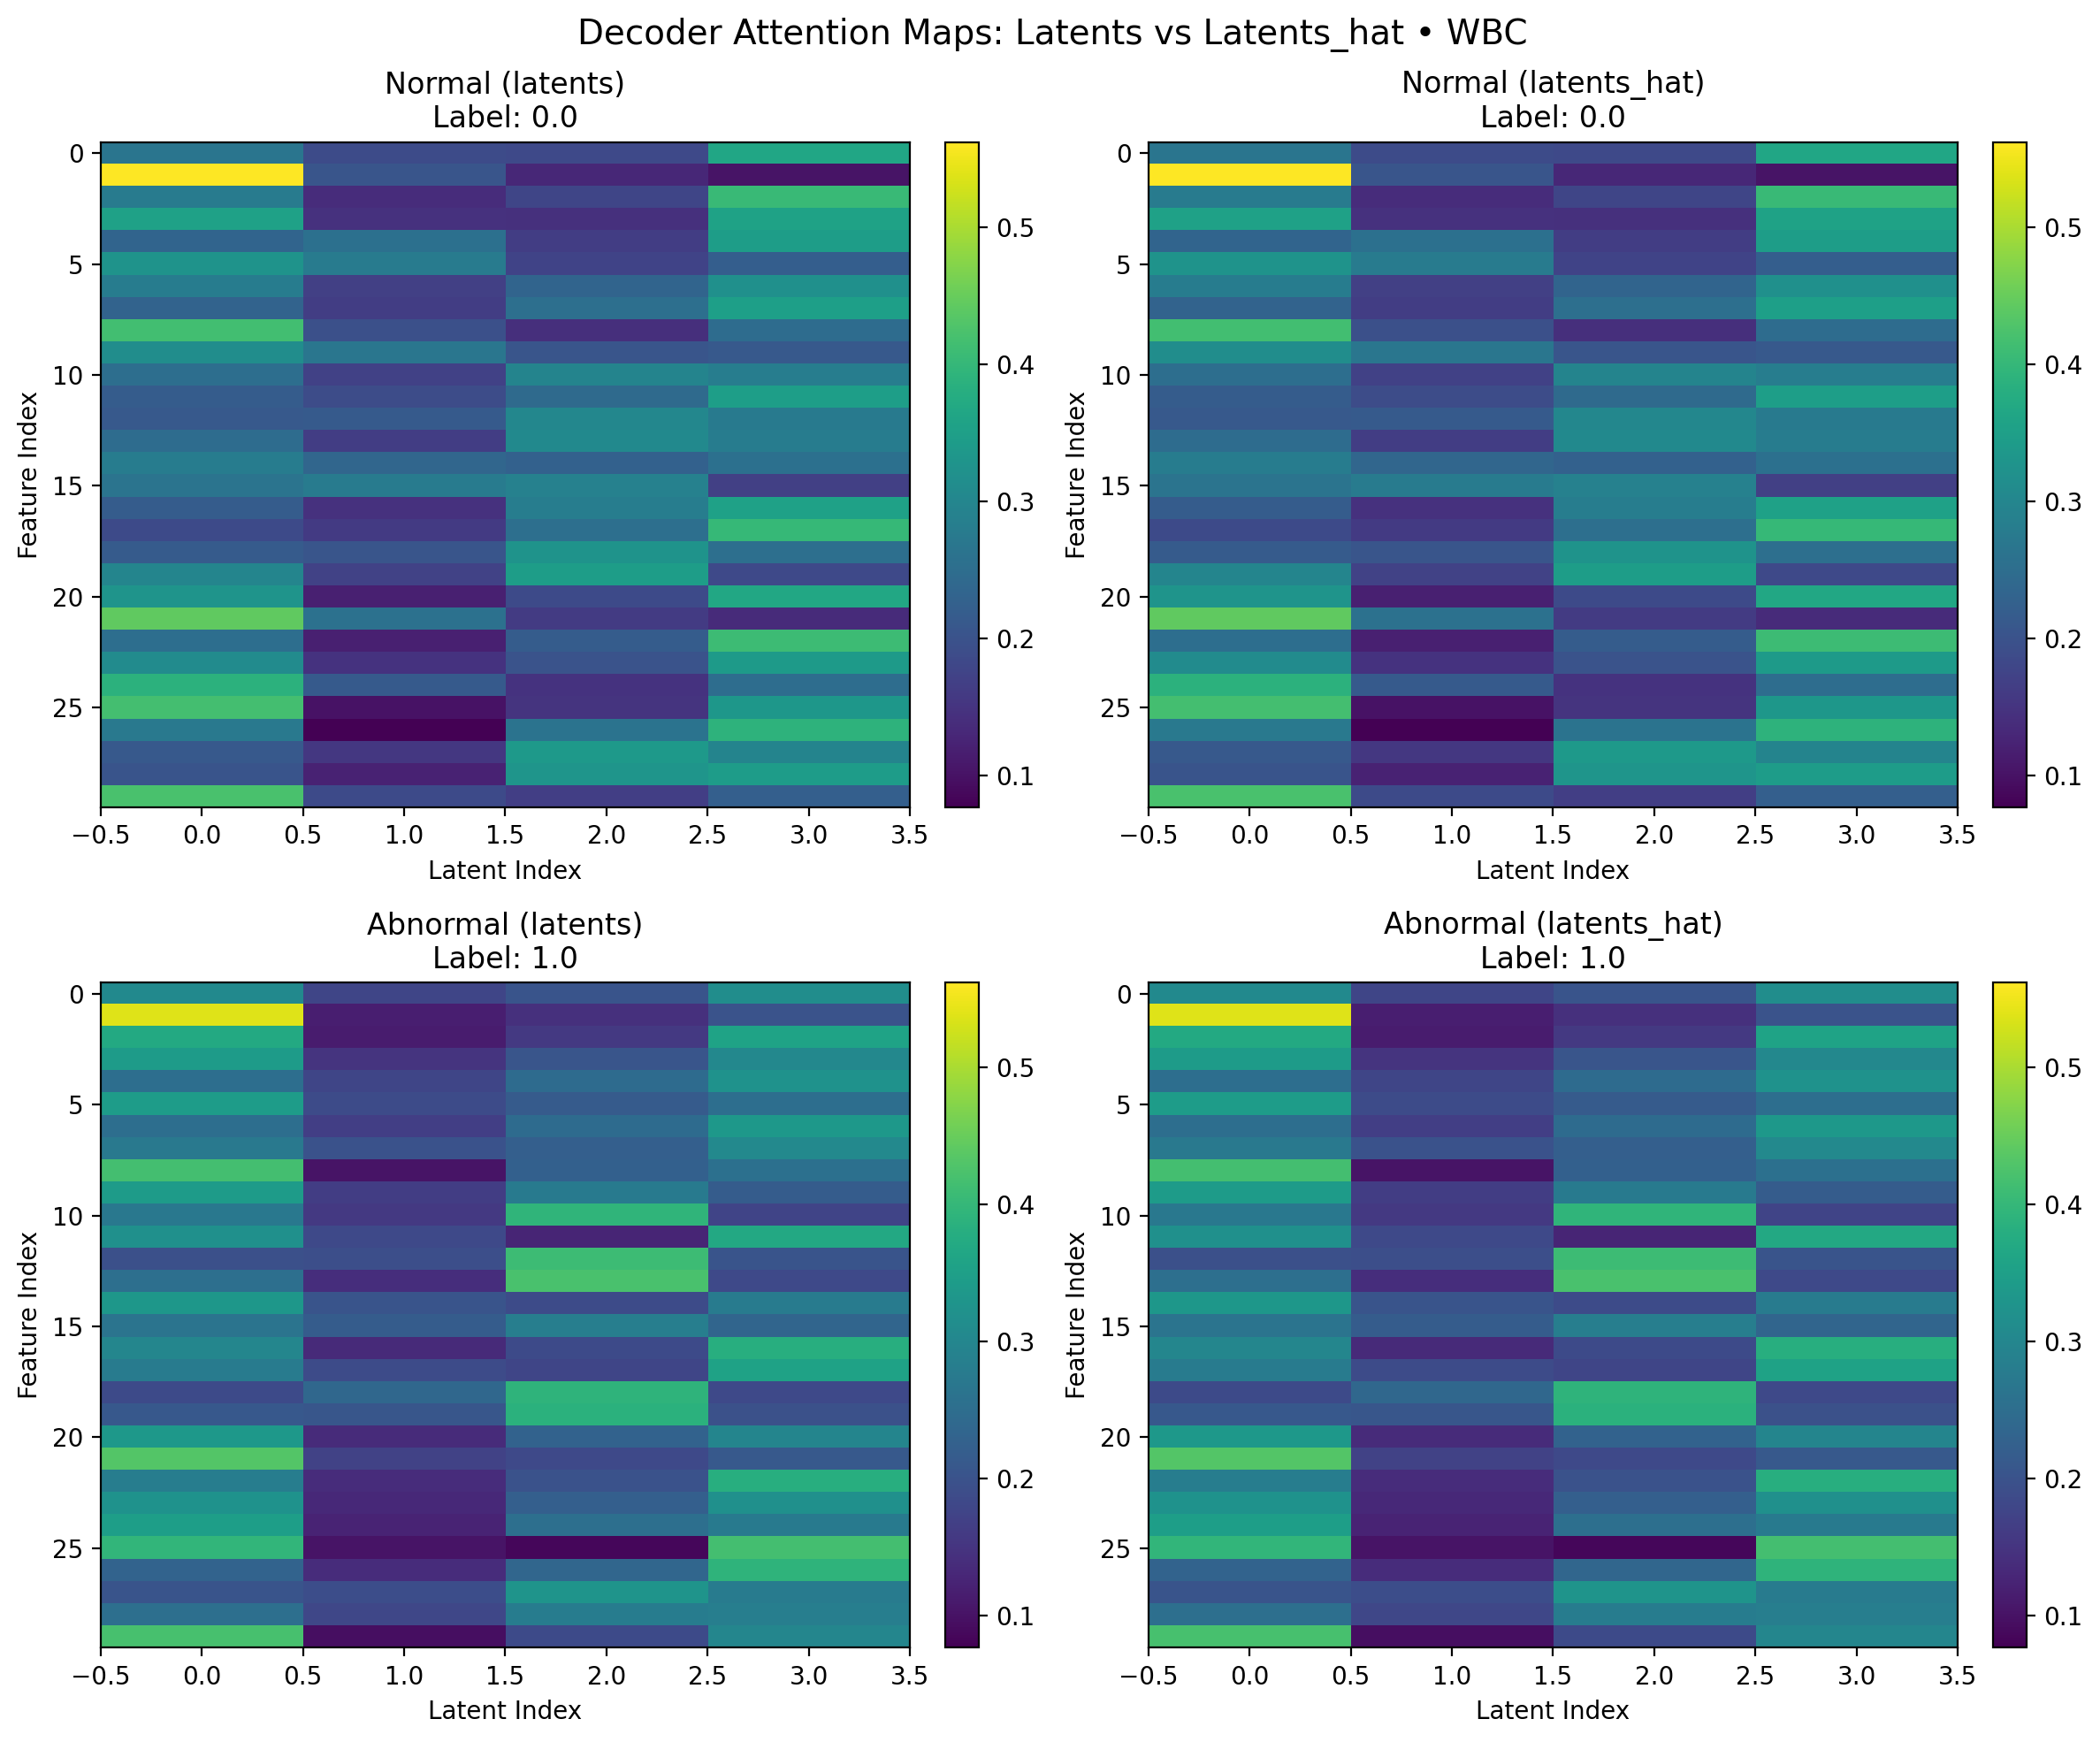 Decoder Attention Maps: Latents vs Latents_hat • WBC
Normal (latents)
Label: 0.0
0
5
10
15
20
25
Feature Index
−0.5 0.0 0.5 1.0 1.5 2.0 2.5 3.0 3.5
Latent Index
0.5
0.4
0.3
0.2
0.1
Normal (latents_hat)
Label: 0.0
0
5
10
15
20
25
Feature Index
−0.5 0.0 0.5 1.0 1.5 2.0 2.5 3.0 3.5
Latent Index
0.5
0.4
0.3
0.2
0.1
Abnormal (latents)
Label: 1.0
0
5
10
15
20
25
Feature Index
−0.5 0.0 0.5 1.0 1.5 2.0 2.5 3.0 3.5
Latent Index
0.5
0.4
0.3
0.2
0.1
Abnormal (latents_hat)
Label: 1.0
0
5
10
15
20
25
Feature Index
−0.5 0.0 0.5 1.0 1.5 2.0 2.5 3.0 3.5
Latent Index
0.5
0.4
0.3
0.2
0.1